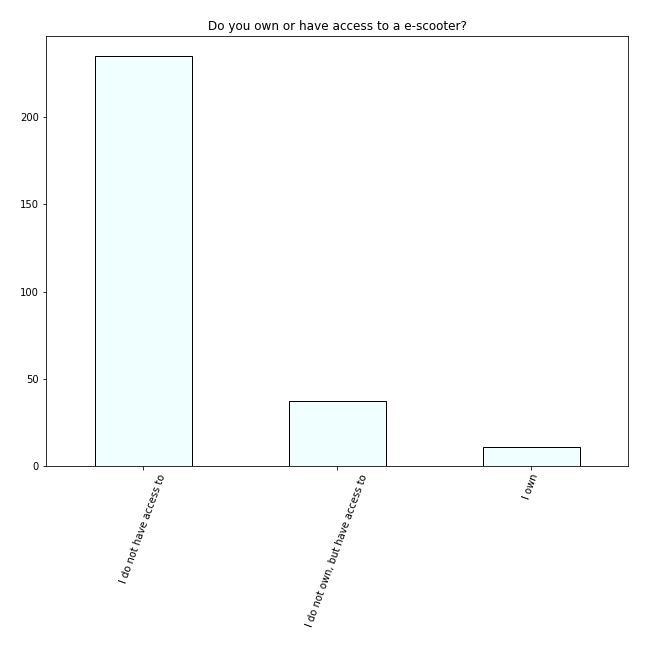 Do you own or have access to a e-scooter?
200
150
100
50
0
I do not have access to
I do not own, but have access to
I own